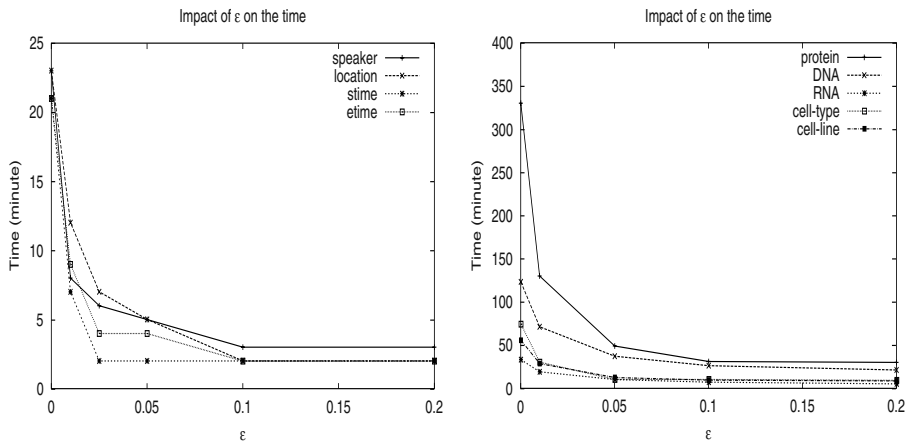 Impact of ε on the time
25
20
15
10
5
0
0
0.05
0.1
0.15
0.2
Time (minute)
ε
speaker
location
stime
etime
Impact of ε on the time
400
350
300
250
200
150
100
50
0
0
0.05
0.1
0.15
0.2
Time (minute)
ε
protein
DNA
RNA
cell-type
cell-line